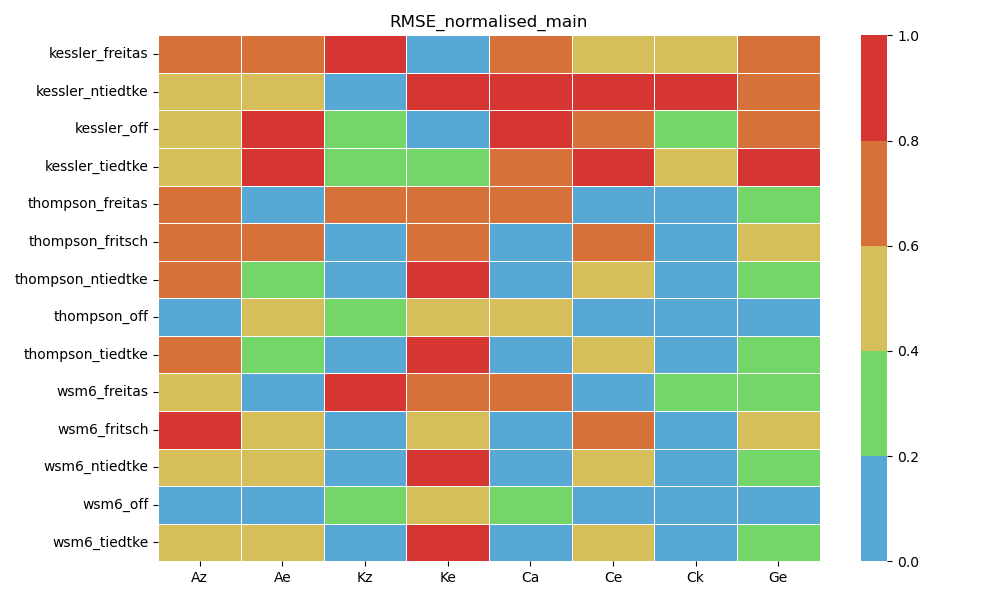 RMSE_normalised_main
kessler_freitas
kessler_ntiedtke
kessler_off
kessler_tiedtke
thompson_freitas
thompson_fritsch
thompson_ntiedtke
thompson_off
thompson_tiedtke
wsm6_freitas
wsm6_fritsch
wsm6_ntiedtke
wsm6_off
wsm6_tiedtke
Az Ae Kz Ke Ca Ce Ck Ge
1.0
0.8
0.6
0.4
0.2
0.0